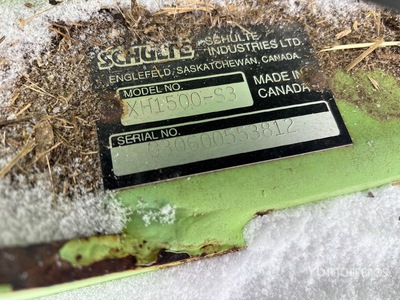 SCHULTE SCHULTE
INDUSTRIES LTD.
ENGLEFELD, SASKATCHEWAN, CANADA
MODEL NO.
XH1500-S3
MADE IN
CANADA
SERIAL NO.